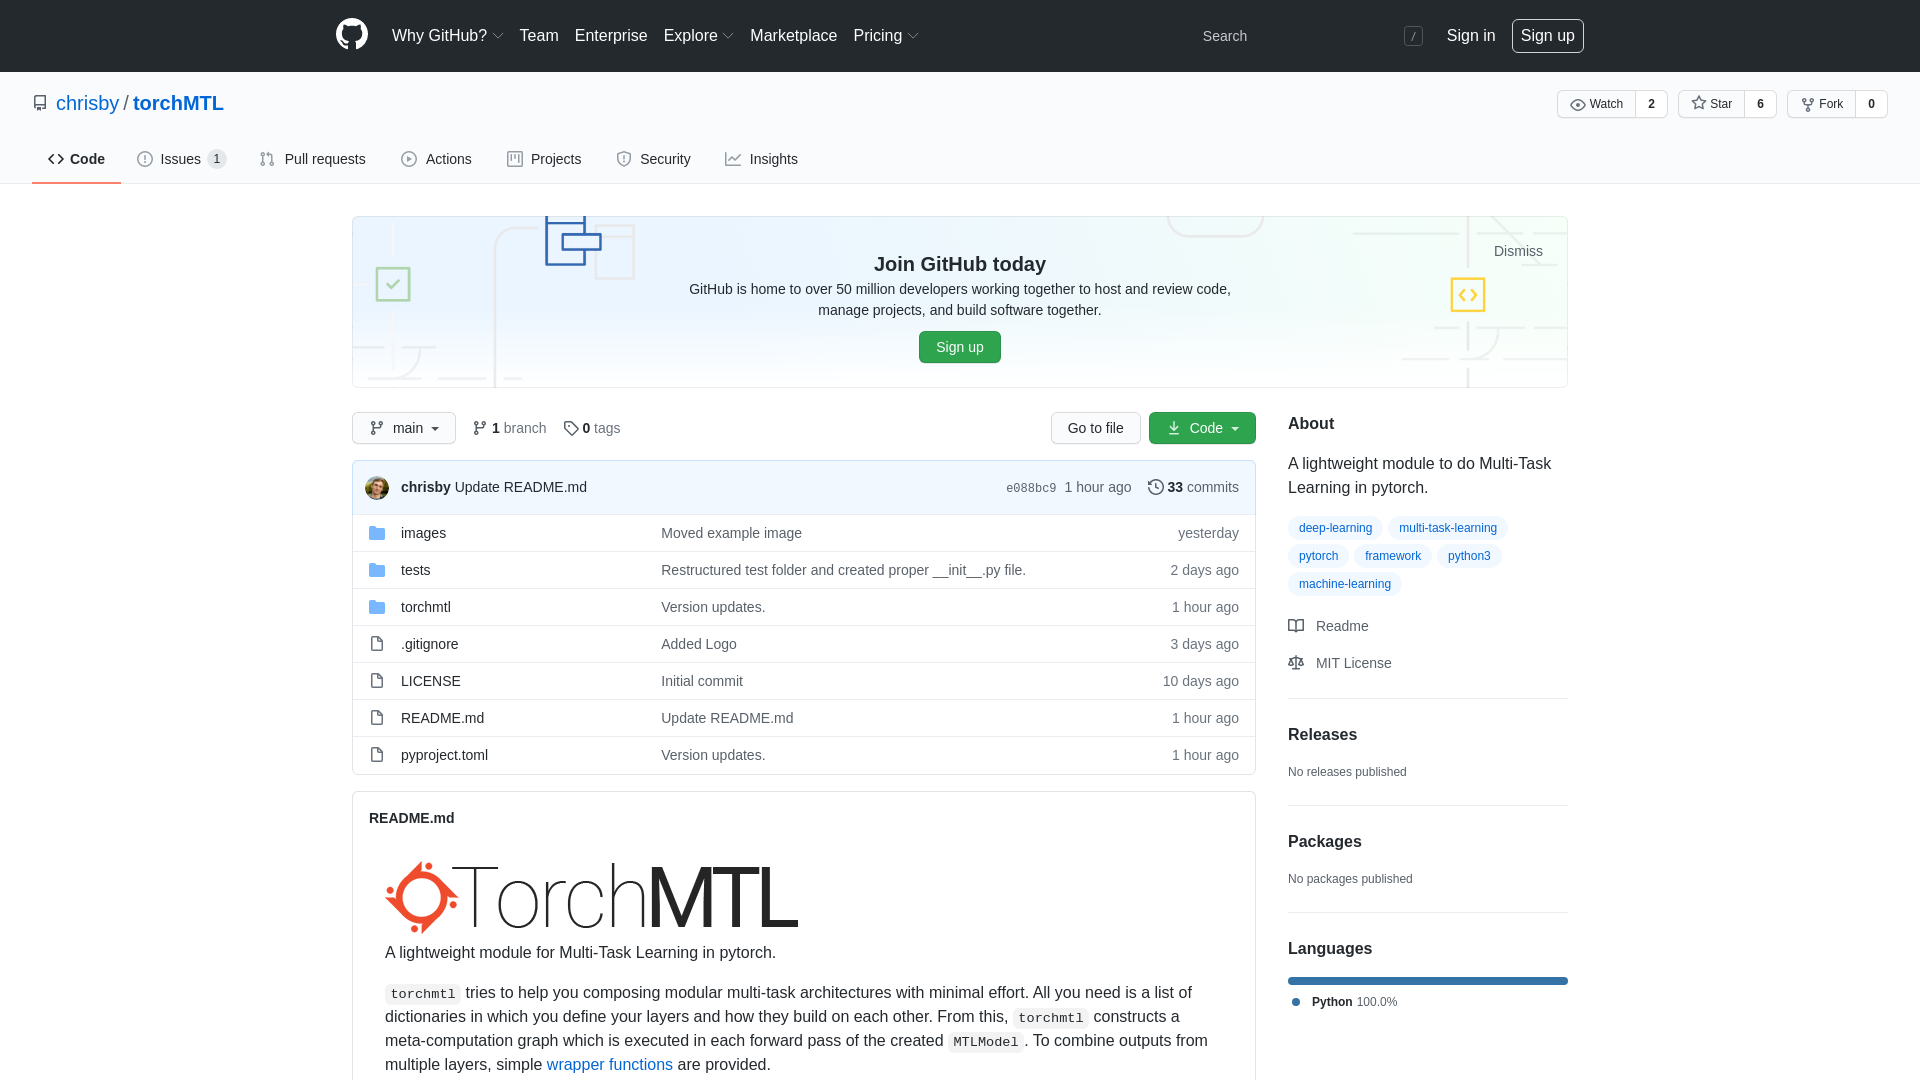 Why GitHub? Team Enterprise Explore Marketplace Pricing Search / Sign in Sign up
chrisby / torchMTL Watch 2 Star 6 Fork 0
Code Issues 1 Pull requests Actions Projects Security Insights
Dismiss
Join GitHub today
GitHub is home to over 50 million developers working together to host and review code,
manage projects, and build software together.
Sign up
main 1 branch 0 tags Go to file Code
chrisby Update README.md e088bc9 1 hour ago 33 commits
images Moved example image yesterday
tests Restructured test folder and created proper __init__.py file. 2 days ago
torchmtl Version updates. 1 hour ago
.gitignore Added Logo 3 days ago
LICENSE Initial commit 10 days ago
README.md Update README.md 1 hour ago
pyproject.toml Version updates. 1 hour ago
README.md
TorchMTL
A lightweight module for Multi-Task Learning in pytorch.
torchmtl tries to help you composing modular multi-task architectures with minimal effort. All you need is a list of
dictionaries in which you define your layers and how they build on each other. From this, torchmtl constructs a
meta-computation graph which is executed in each forward pass of the created MTLModel. To combine outputs from
multiple layers, simple wrapper functions are provided.
About
A lightweight module to do Multi-Task
Learning in pytorch.
deep-learning multi-task-learning
pytorch framework python3
machine-learning
Readme
MIT License
Releases
No releases published
Packages
No packages published
Languages
Python 100.0%